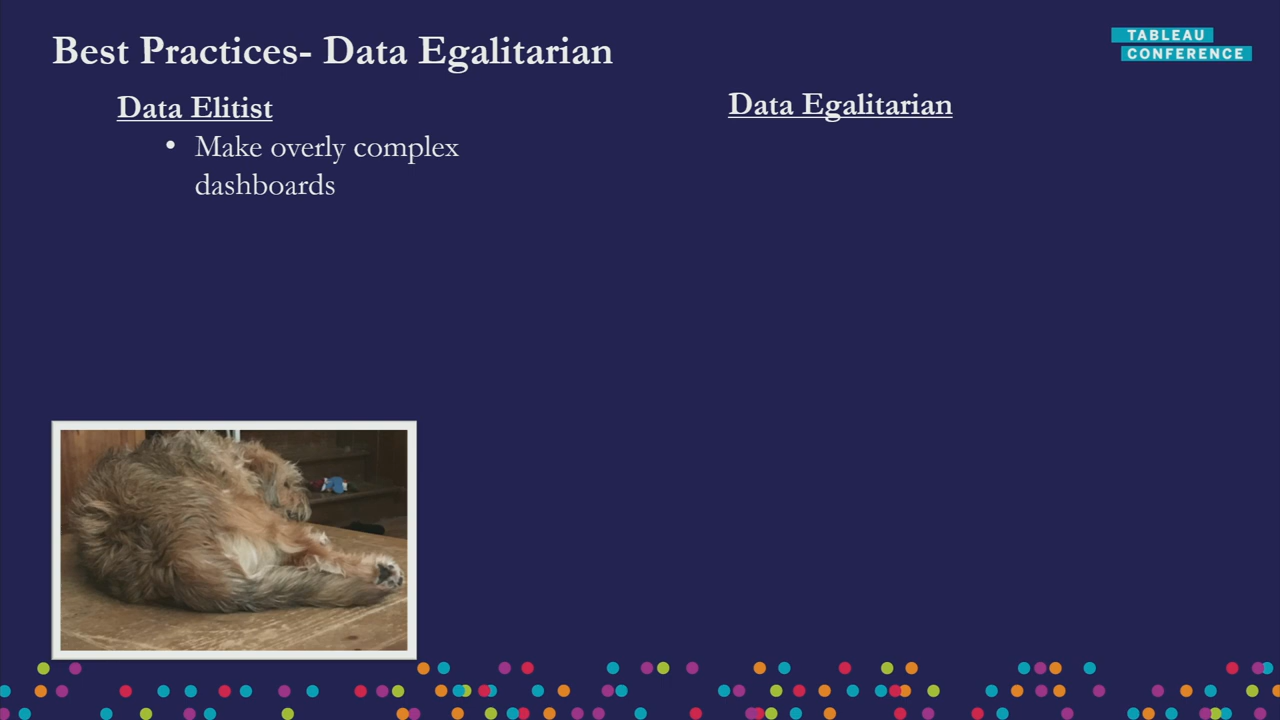 Best Practices- Data Egalitarian
TABLEAU
CONFERENCE
Data Elitist
• Make overly complex
dashboards
Data Egalitarian